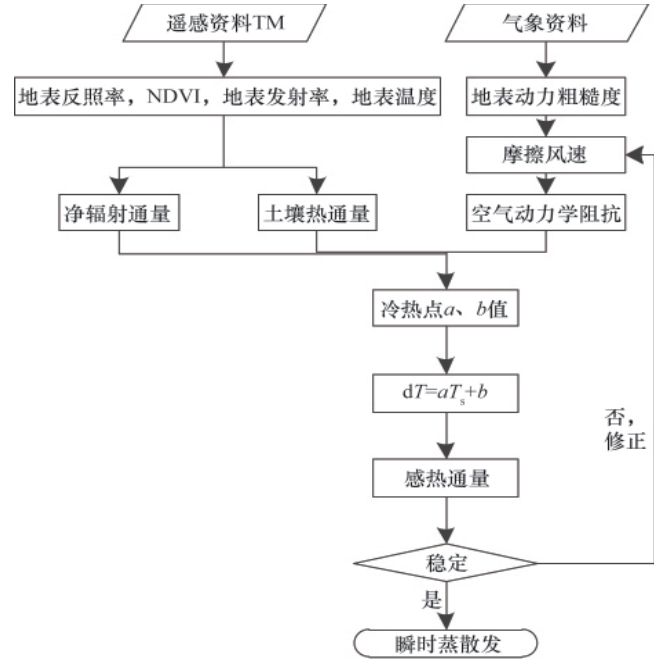 遥感资料TM
气象资料
地表反照率，NDVI，地表发射率，地表温度
地表动力粗糙度
摩擦风速
净辐射通量
土壤热通量
空气动力学阻抗
冷热点a、b值
dT=aTs+b
否，
修正
感热通量
稳定
是
瞬时蒸散发